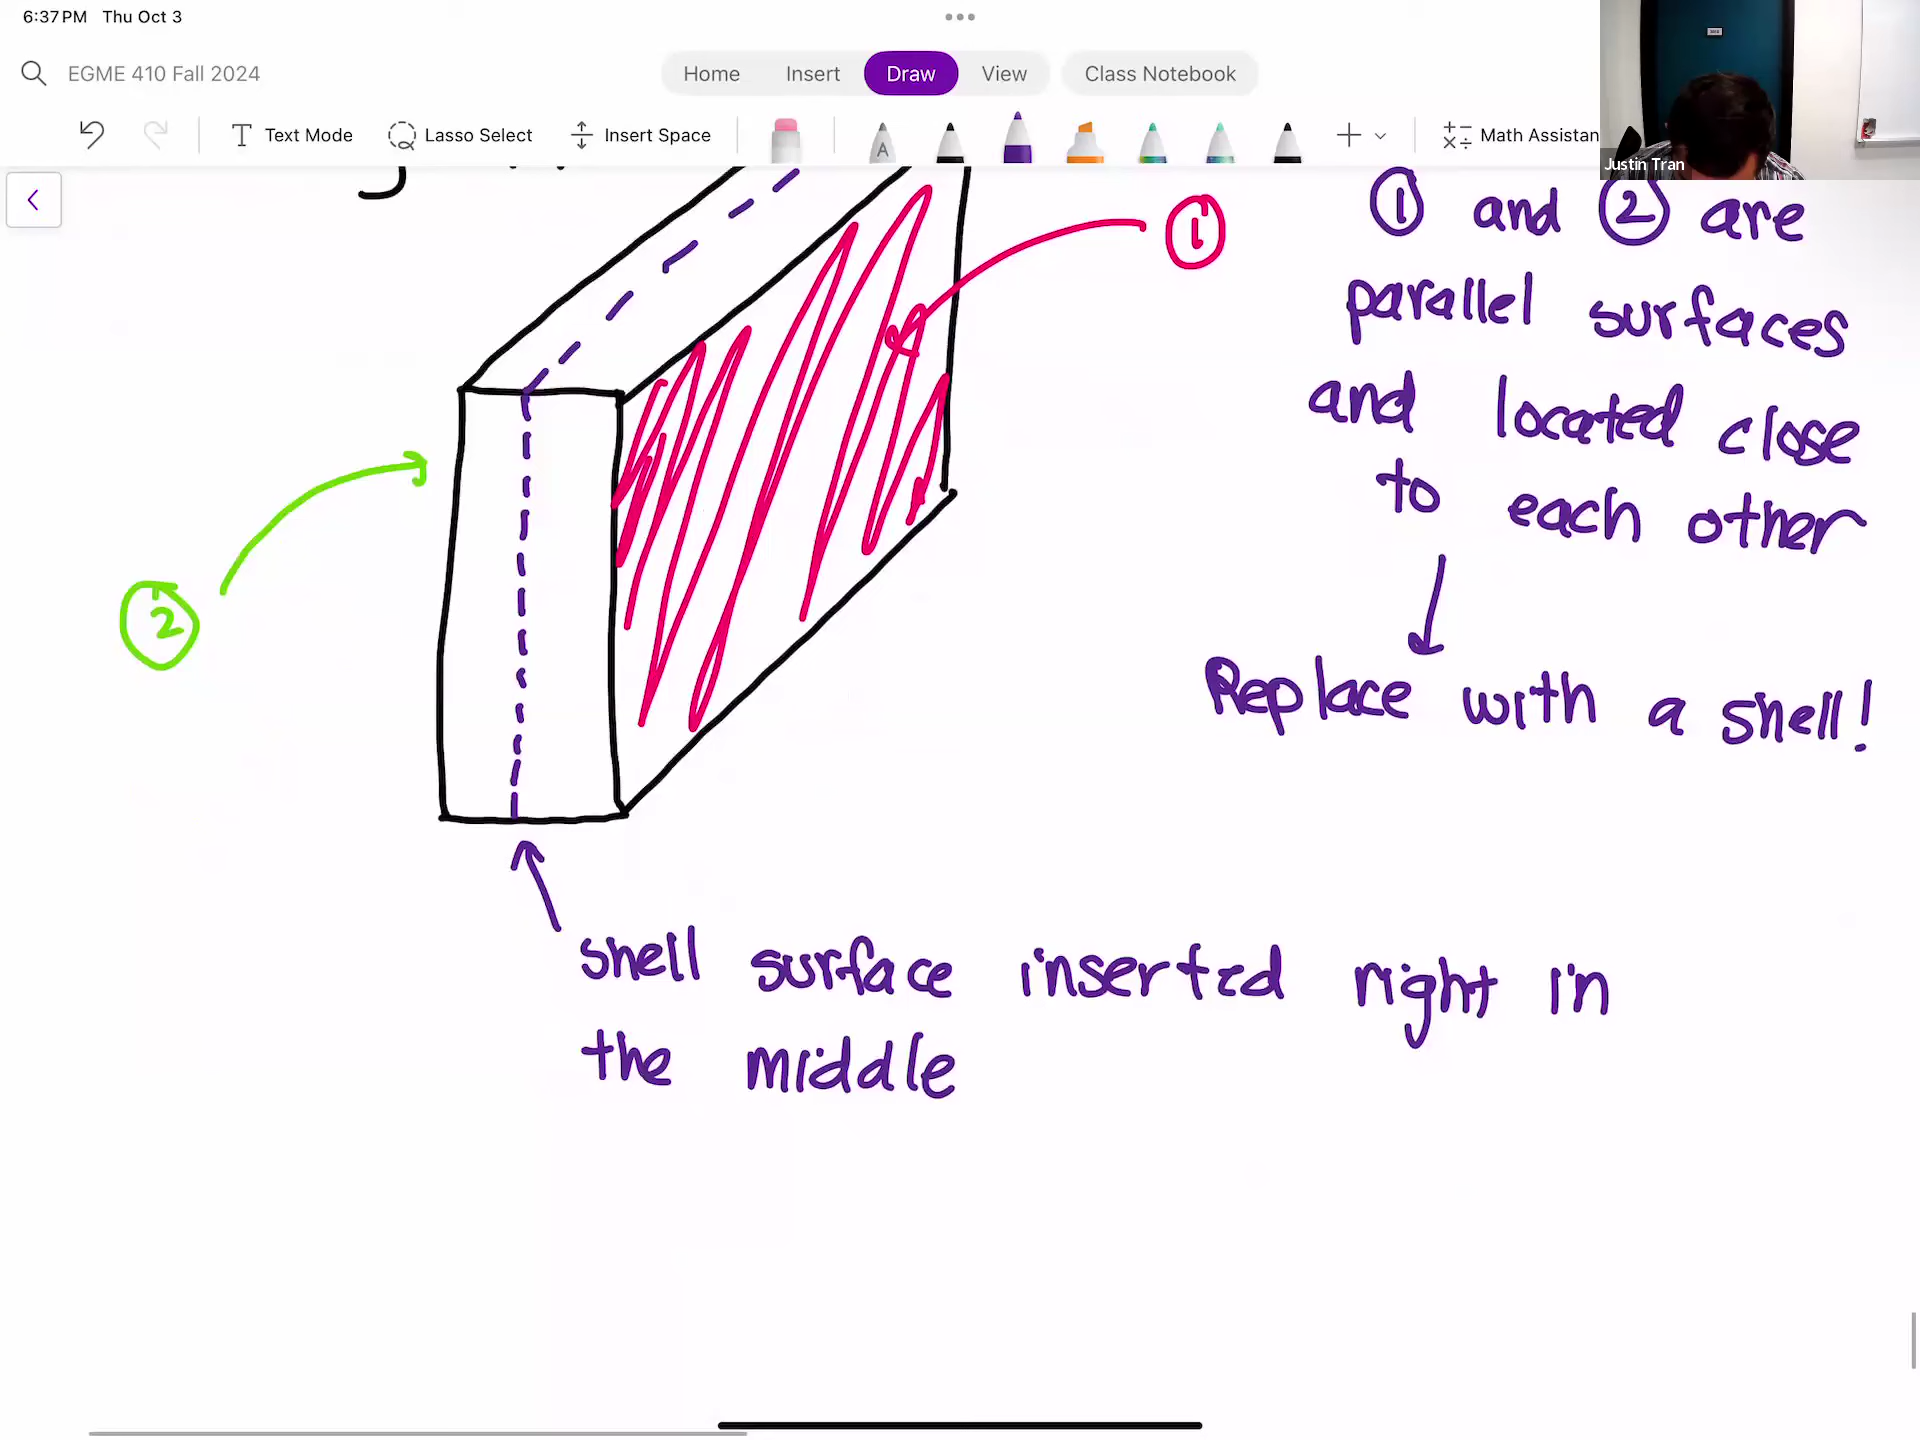 6:37 PM Thu Oct 3
EGME 410 Fall 2024
Home Insert Draw View Class Notebook
Text Mode Lasso Select Insert Space A Math Assistan
Justin Tran
① and ② are
parallel surfaces
and located close
to each other
Replace with a shell!
①
②
shell surface inserted right in
the middle